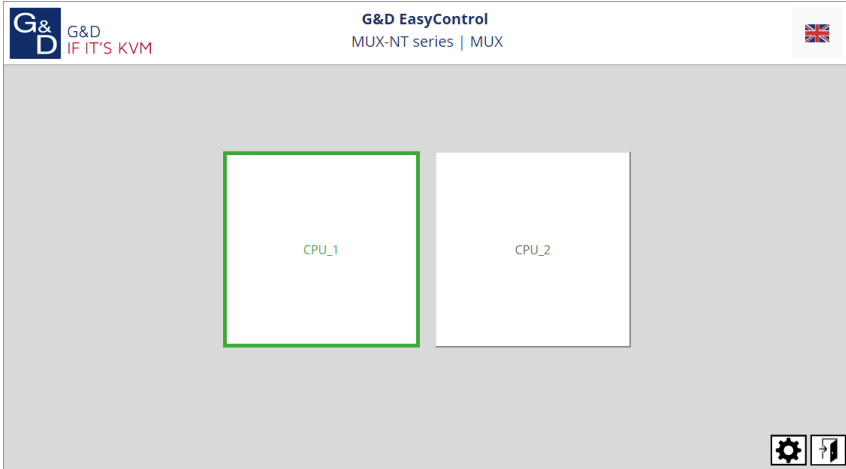 G&D
G&D
IF IT'S KVM
G&D EasyControl
MUX-NT series | MUX
CPU_1
CPU_2